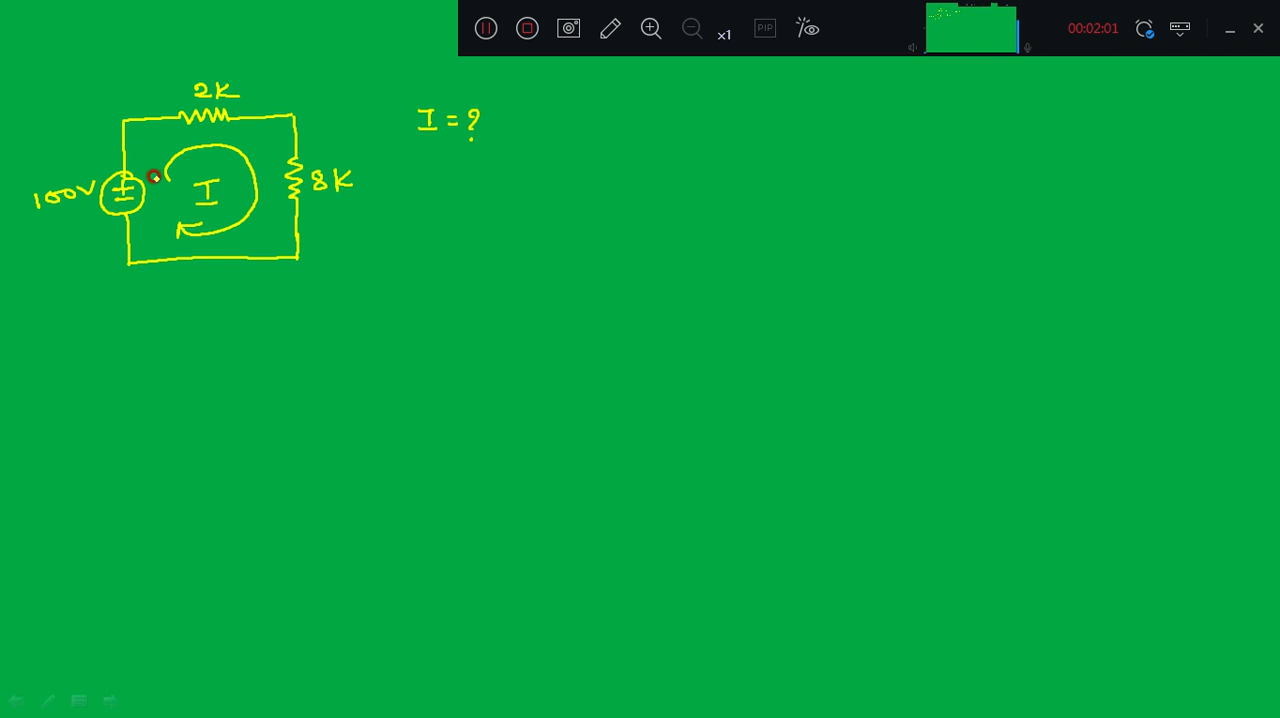 x1
PIP
00:02:01
2K
I = ?
100V
I
8K